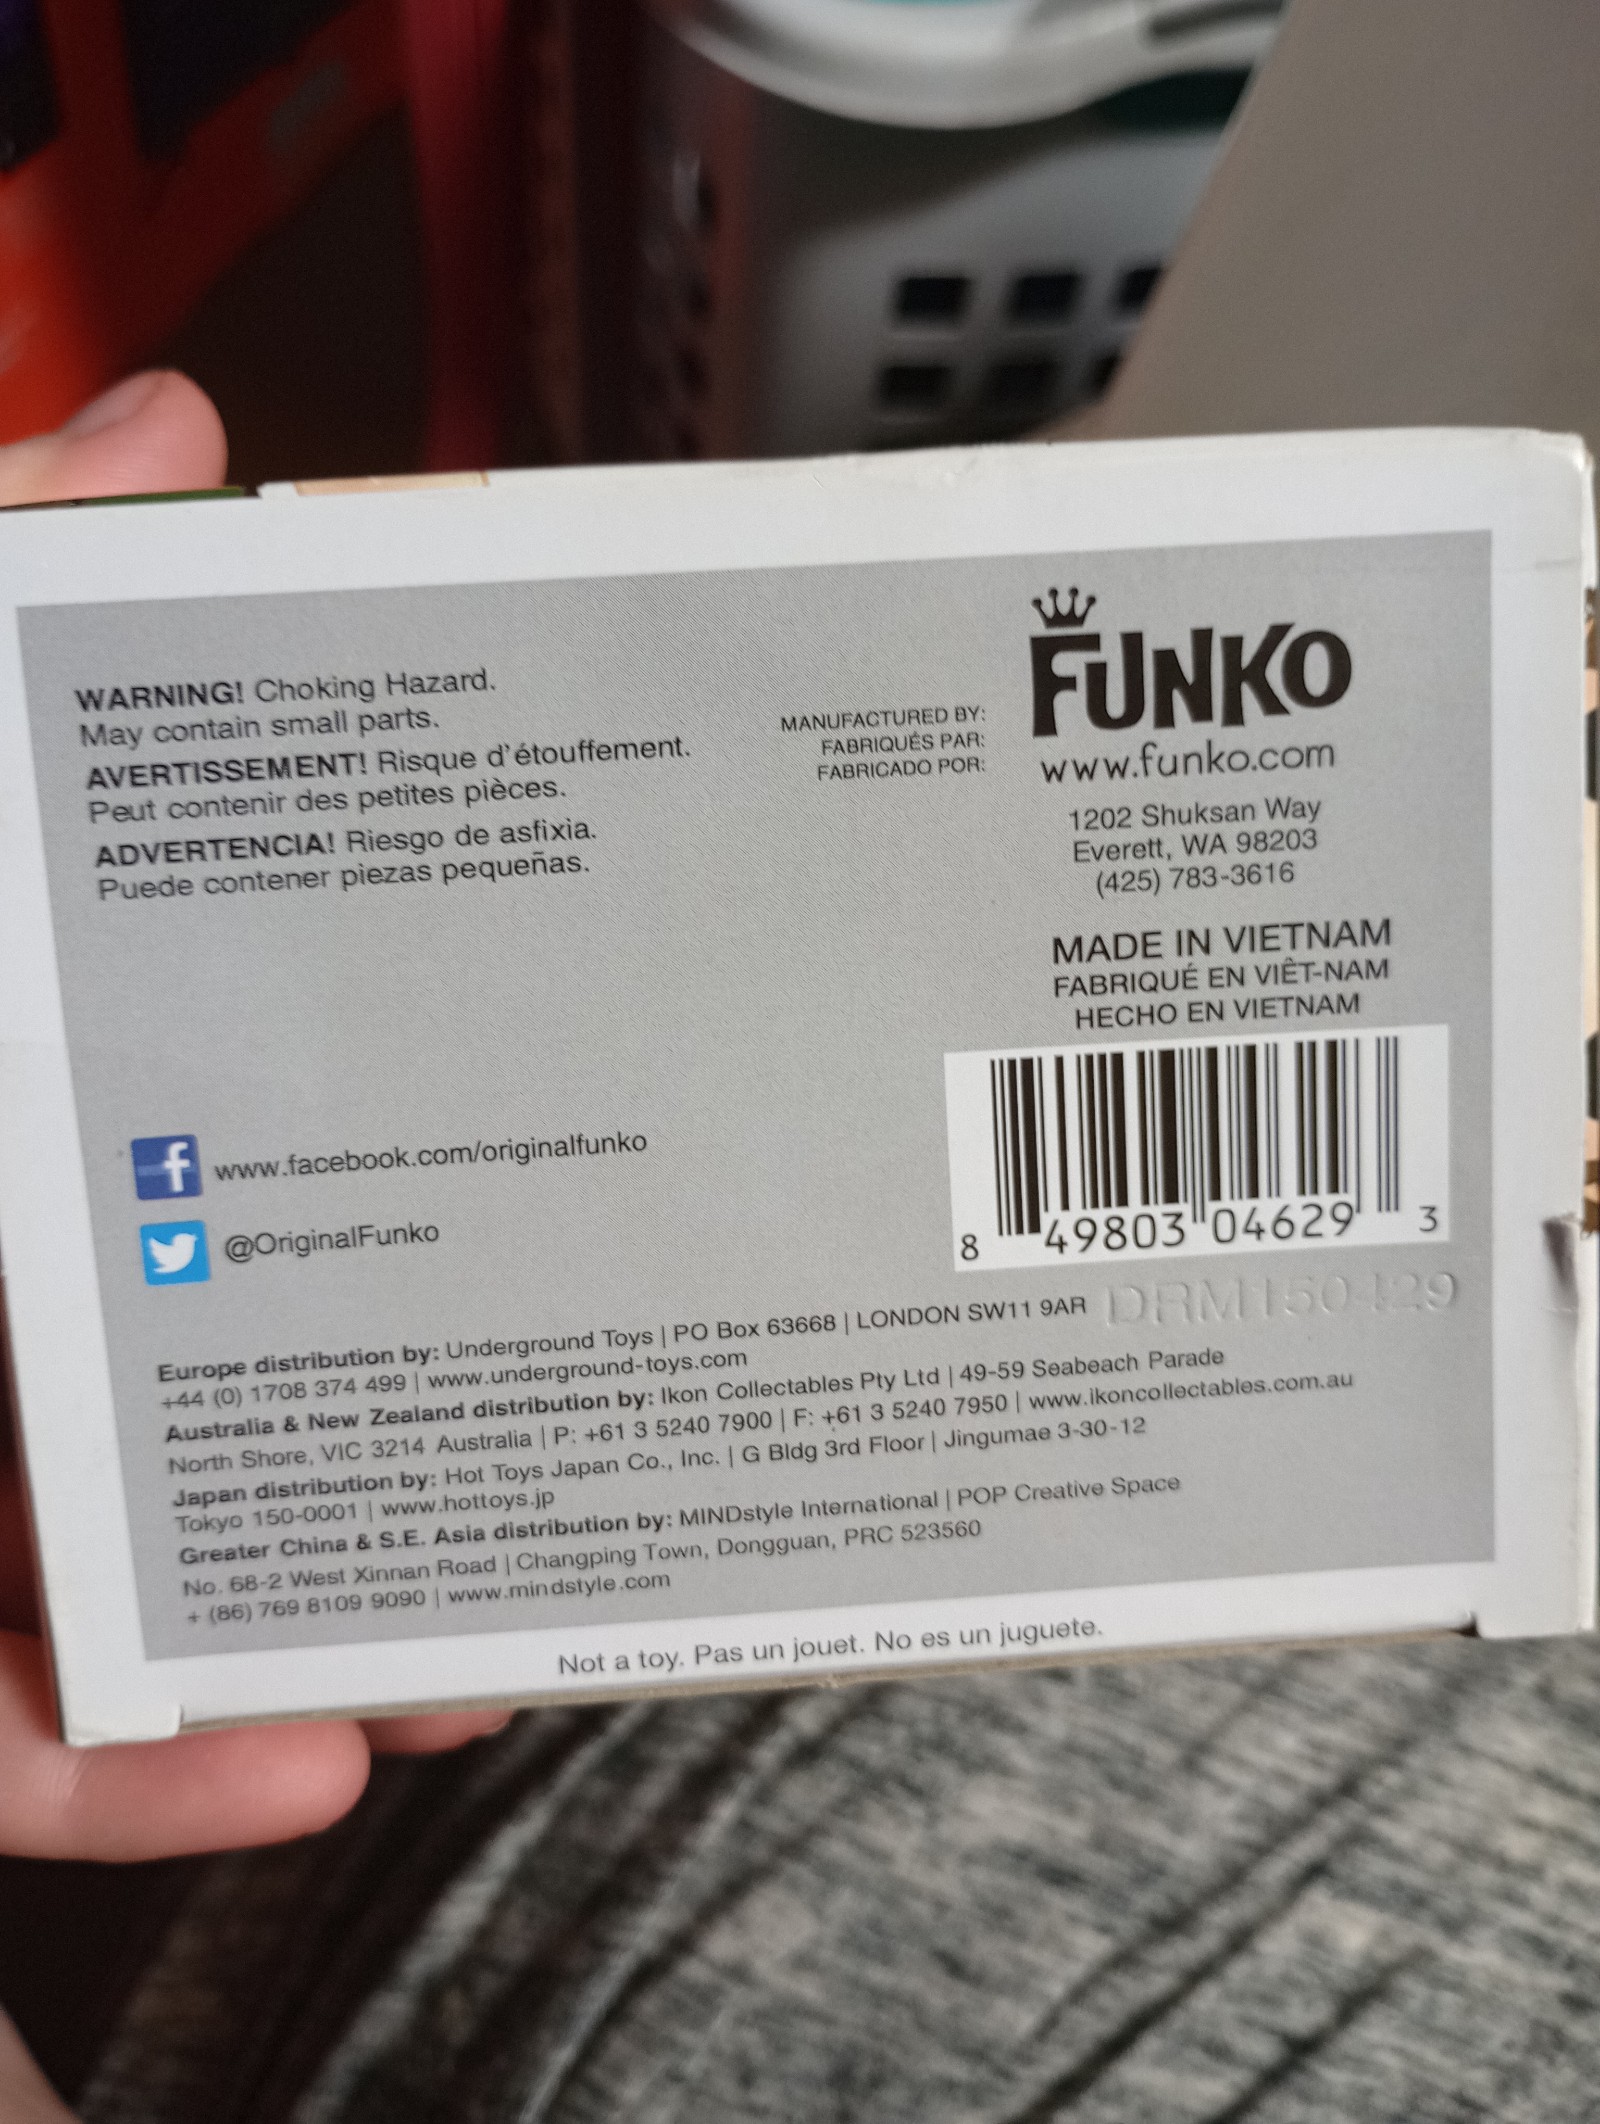 WARNING! Choking Hazard.
May contain small parts.
AVERTISSEMENT! Risque d'étouffement.
Peut contenir des petites pièces.
ADVERTENCIA! Riesgo de asfixia.
Puede contener piezas pequeñas.
MANUFACTURED BY:
FABRIQUÉS PAR:
FABRICADO POR:
FUNKO
www.funko.com
1202 Shuksan Way
Everett, WA 98203
(425) 783-3616
MADE IN VIETNAM
FABRIQUÉ EN VIÊT-NAM
HECHO EN VIETNAM
8 49803 04629 3
f www.facebook.com/originalfunko
@OriginalFunko
DRM150429
Europe distribution by: Underground Toys | PO Box 63668 | LONDON SW11 9AR
+44 (0) 1708 374 499 | www.underground-toys.com
Australia & New Zealand distribution by: Ikon Collectables Pty Ltd | 49-59 Seabeach Parade
North Shore, VIC 3214 Australia | P: +61 3 5240 7900 | F: +61 3 5240 7950 | www.ikoncollectables.com.au
Japan distribution by: Hot Toys Japan Co., Inc. | G Bldg 3rd Floor | Jingumae 3-30-12
Tokyo 150-0001 | www.hottoys.jp
Greater China & S.E. Asia distribution by: MINDstyle International | POP Creative Space
No. 68-2 West Xinnan Road | Changping Town, Dongguan, PRC 523560
+ (86) 769 8109 9090 | www.mindstyle.com
Not a toy. Pas un jouet. No es un juguete.